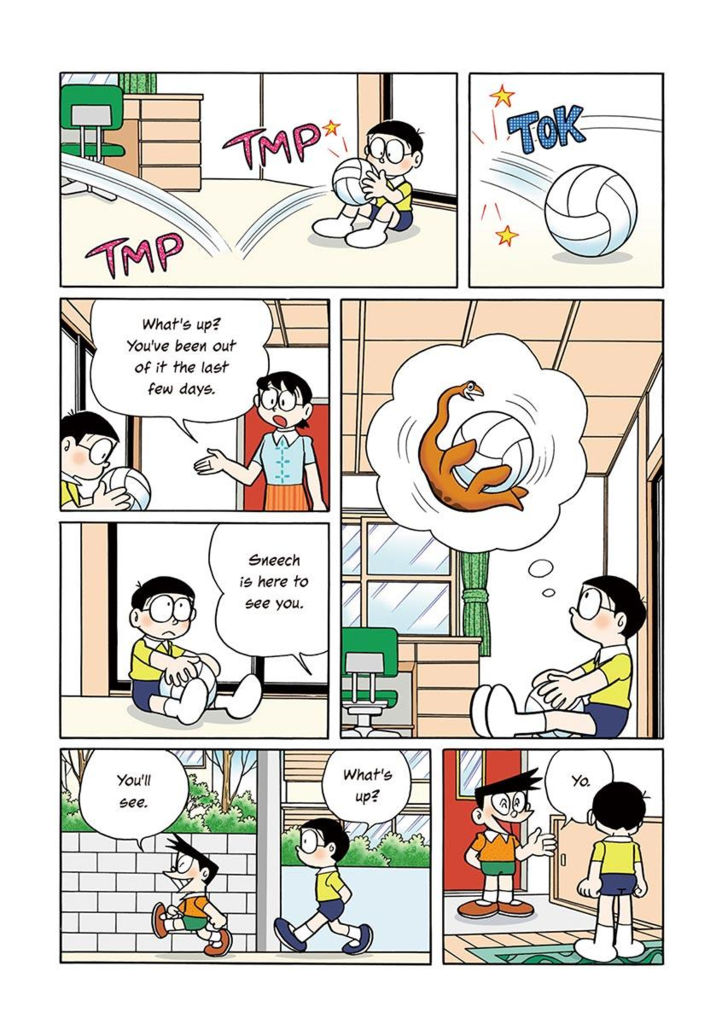 TOK
TMP
TMP
What's up?
You've been out
of it the last
few days.
Sneech
is here to
see you.
Yo.
What's
up?
You'll
see.